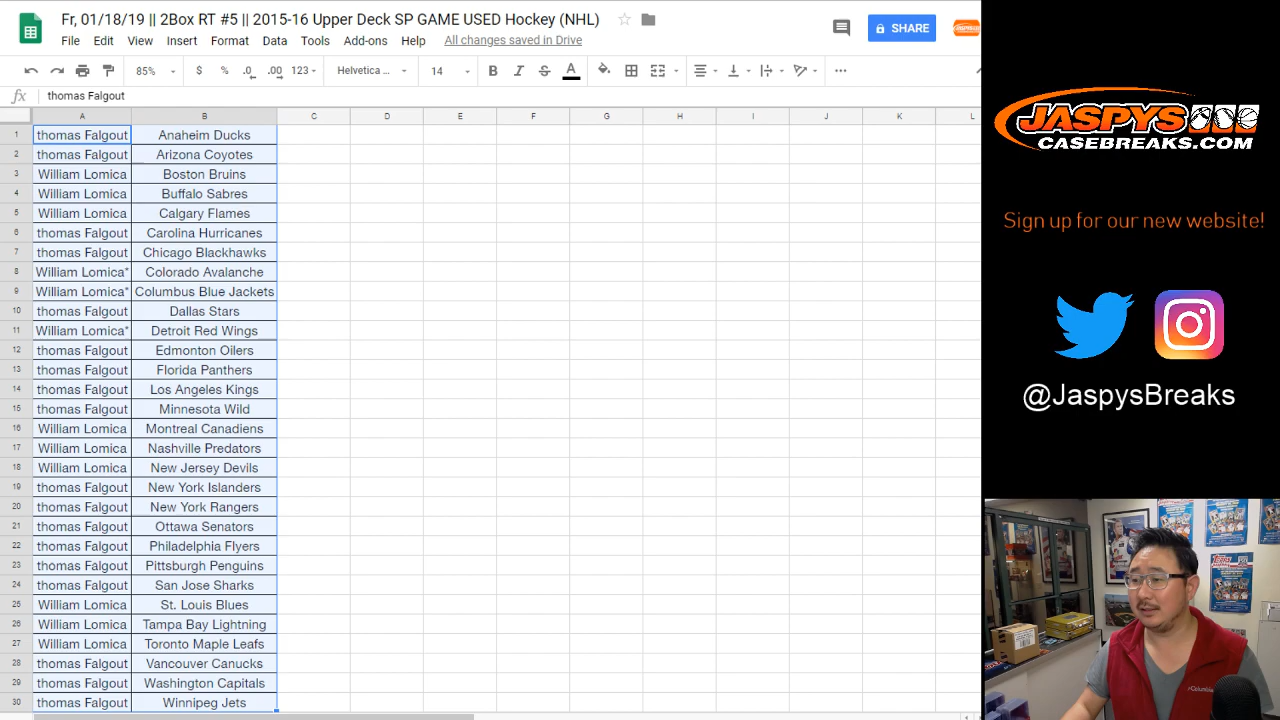 Fr, 01/18/19 || 2Box RT #5 || 2015-16 Upper Deck SP GAME USED Hockey (NHL)
File Edit View Insert Format Data Tools Add-ons Help All changes saved in Drive
SHARE
85% $ % .0 .00 123 Helvetica ... 14 B I S A
fx thomas Falgout
A B C D E F G H I J K L
1 thomas Falgout Anaheim Ducks
2 thomas Falgout Arizona Coyotes
3 William Lomica Boston Bruins
4 William Lomica Buffalo Sabres
5 William Lomica Calgary Flames
6 thomas Falgout Carolina Hurricanes
7 thomas Falgout Chicago Blackhawks
8 William Lomica* Colorado Avalanche
9 William Lomica* Columbus Blue Jackets
10 thomas Falgout Dallas Stars
11 William Lomica* Detroit Red Wings
12 thomas Falgout Edmonton Oilers
13 thomas Falgout Florida Panthers
14 thomas Falgout Los Angeles Kings
15 thomas Falgout Minnesota Wild
16 William Lomica Montreal Canadiens
17 William Lomica Nashville Predators
18 William Lomica New Jersey Devils
19 thomas Falgout New York Islanders
20 thomas Falgout New York Rangers
21 thomas Falgout Ottawa Senators
22 thomas Falgout Philadelphia Flyers
23 thomas Falgout Pittsburgh Penguins
24 thomas Falgout San Jose Sharks
25 William Lomica St. Louis Blues
26 William Lomica Tampa Bay Lightning
27 William Lomica Toronto Maple Leafs
28 thomas Falgout Vancouver Canucks
29 thomas Falgout Washington Capitals
30 thomas Falgout Winnipeg Jets
JASPYS
CASEBREAKS.COM
Sign up for our new website!
@JaspysBreaks
Columbia